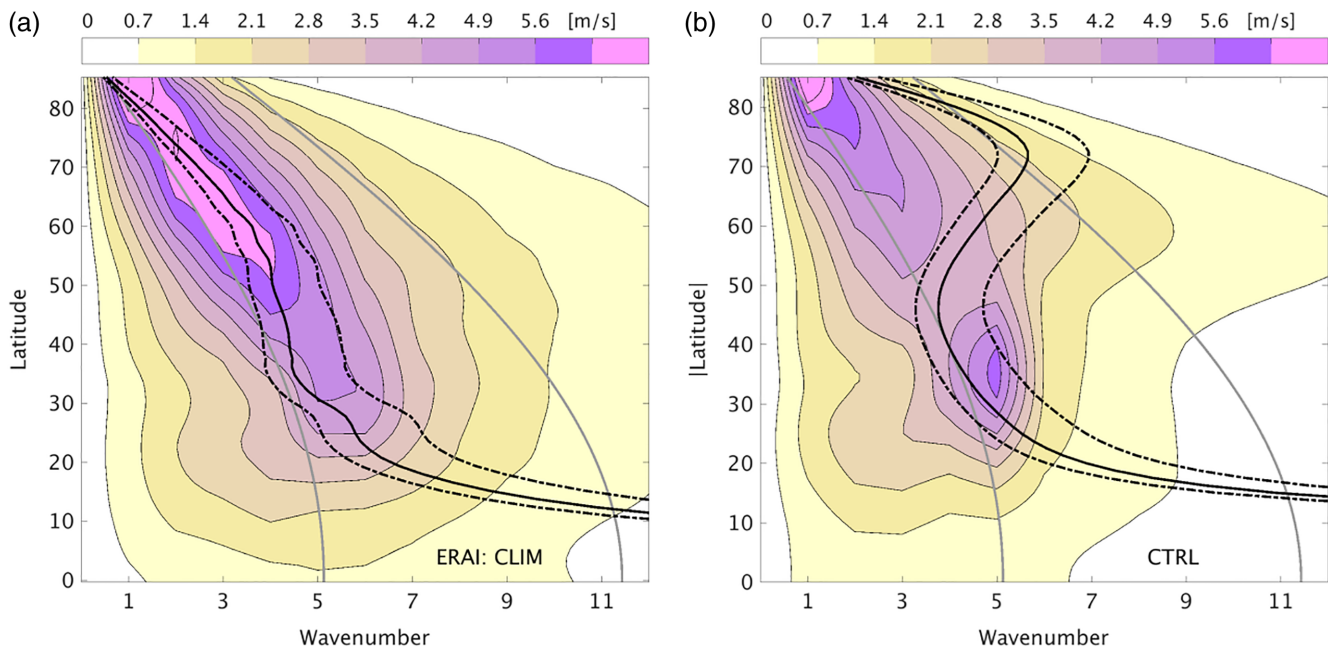 (a)
0 0.7 1.4 2.1 2.8 3.5 4.2 4.9 5.6 [m/s]
80
70
60
50
40
30
20
10
0
Latitude
ERAI: CLIM
1 3 5 7 9 11
Wavenumber
(b)
0 0.7 1.4 2.1 2.8 3.5 4.2 4.9 5.6 [m/s]
80
70
60
50
40
30
20
10
0
|Latitude|
CTRL
1 3 5 7 9 11
Wavenumber